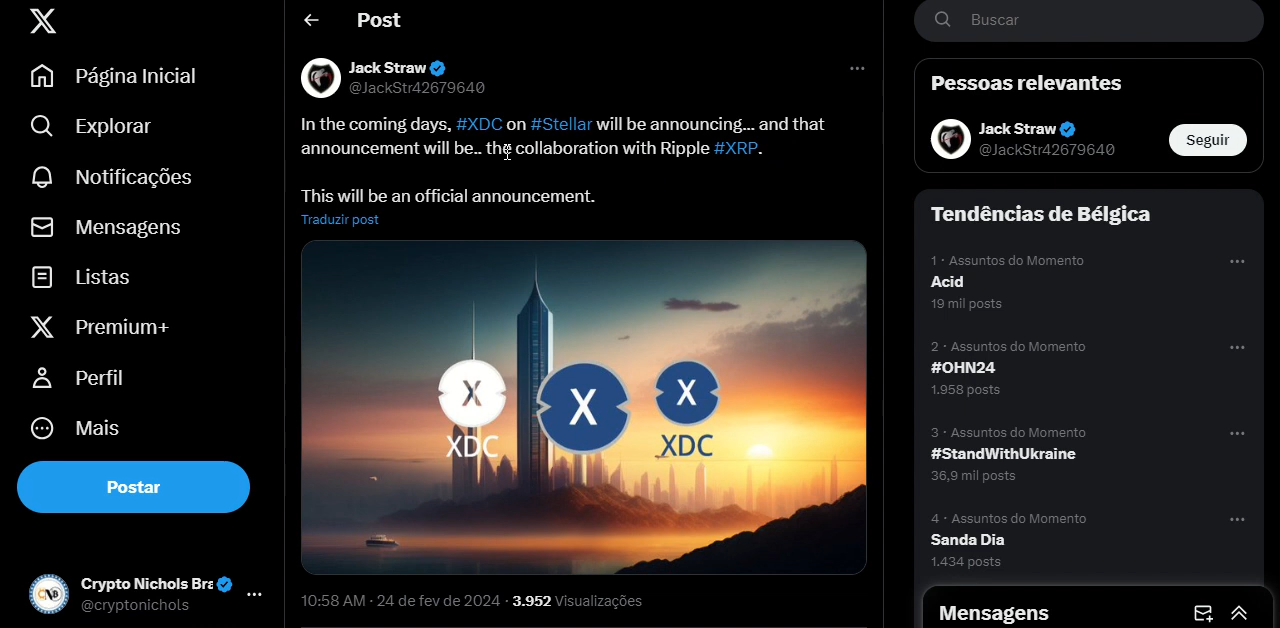 Página Inicial
Explorar
Notificações
Mensagens
Listas
Premium+
Perfil
Mais
Postar
Crypto Nichols Bra
@cryptonichols
CNB
Post
Jack Straw
@JackStr42679640
In the coming days, #XDC on #Stellar will be announcing... and that
announcement will be.. the collaboration with Ripple #XRP.
This will be an official announcement.
Traduzir post
X
X
X
XDC
XDC
10:58 AM · 24 de fev de 2024 · 3.952 Visualizações
Buscar
Pessoas relevantes
Jack Straw
@JackStr42679640
Seguir
Tendências de Bélgica
1 · Assuntos do Momento
Acid
19 mil posts
2 · Assuntos do Momento
#OHN24
1.958 posts
3 · Assuntos do Momento
#StandWithUkraine
36,9 mil posts
4 · Assuntos do Momento
Sanda Dia
1.434 posts
Mensagens